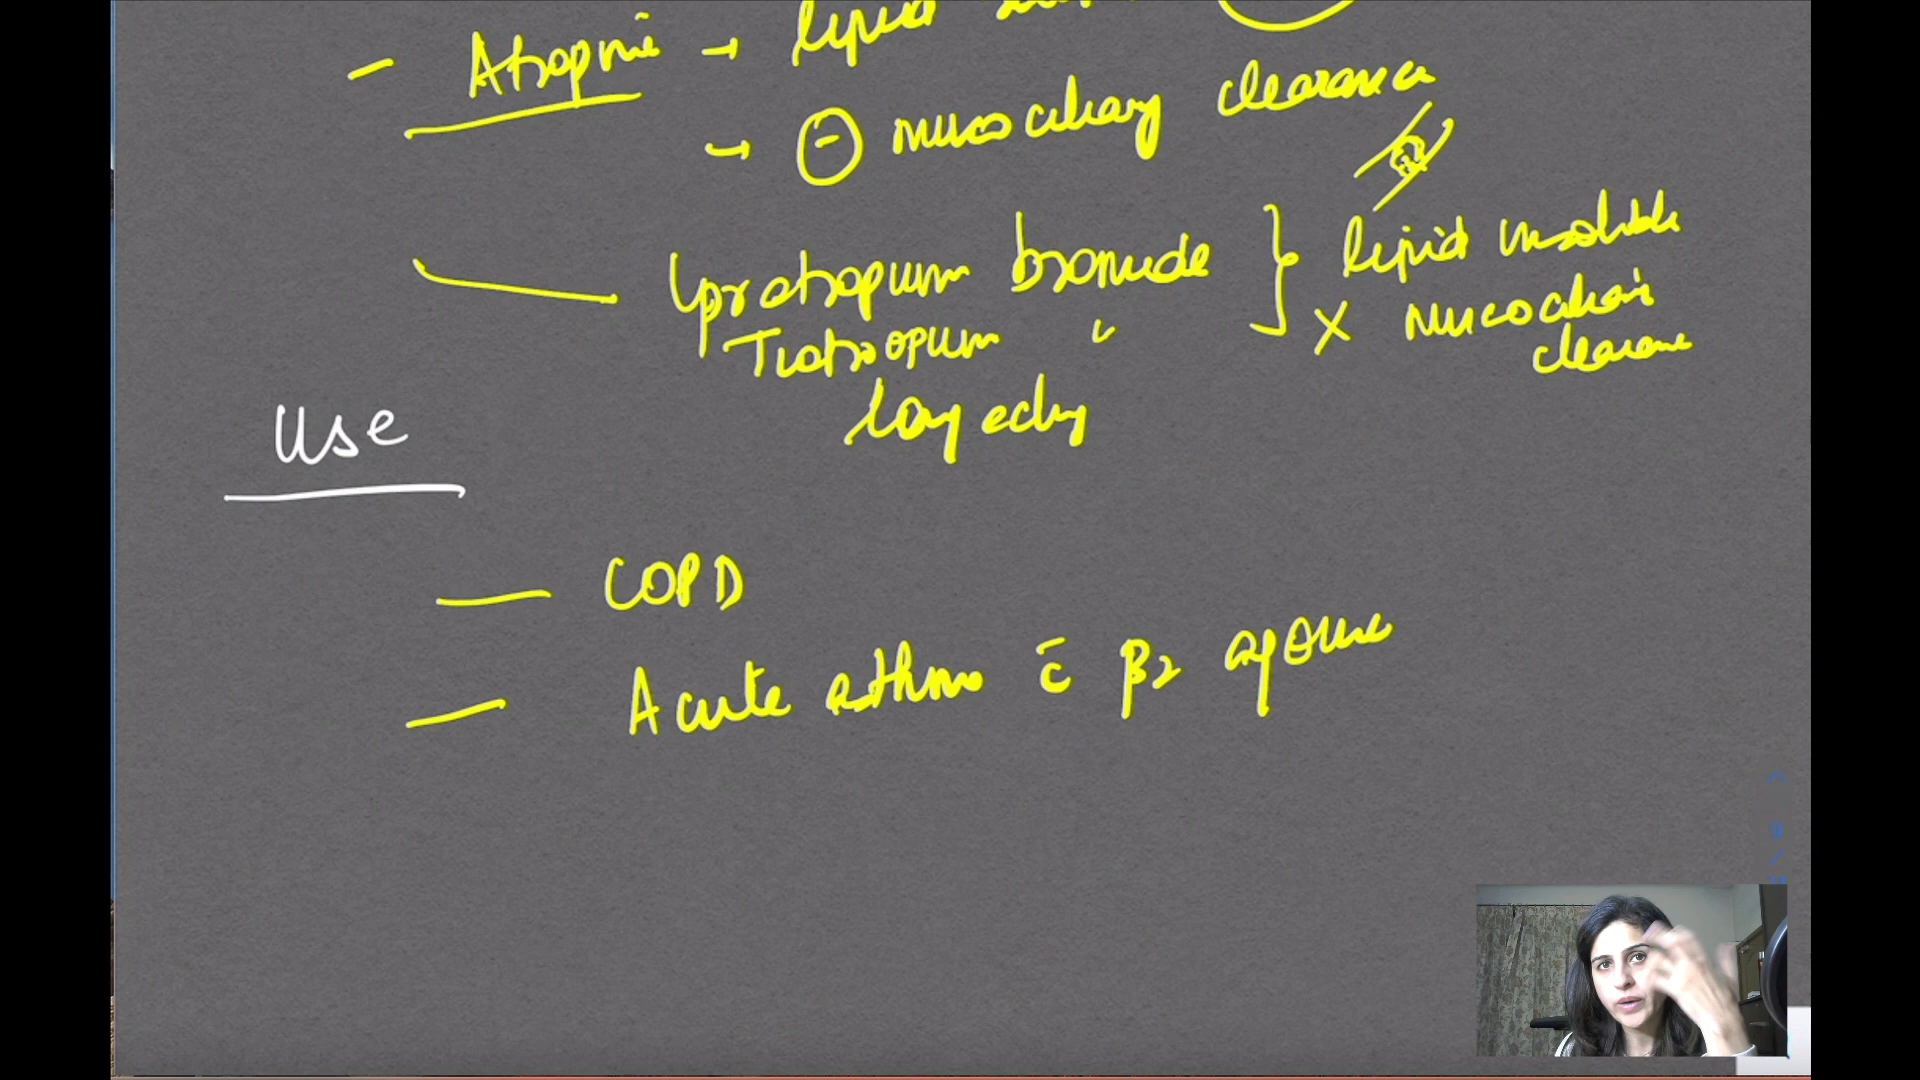 - Atropine → lipid
→ ⊖ mucociliary clearance
Ipratropium bromide } lipid insoluble
Tiotropium " X mucociliary
clearance
long acting
Use
— COPD
— Acute asthma c̄ β2 agonist